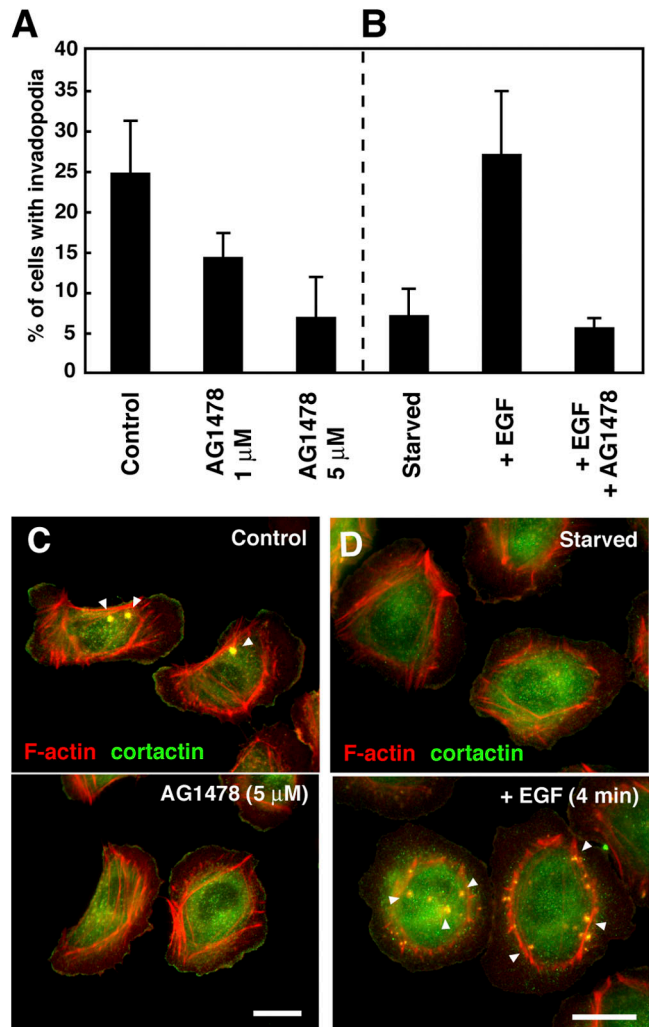 A
B
% of cells with invadopodia
40
35
30
25
20
15
10
5
0
Control
AG1478
1 µM
AG1478
5 µM
Starved
+ EGF
+ EGF
+ AG1478
C
Control
F-actin cortactin
AG1478 (5 µM)
D
Starved
F-actin cortactin
+ EGF (4 min)